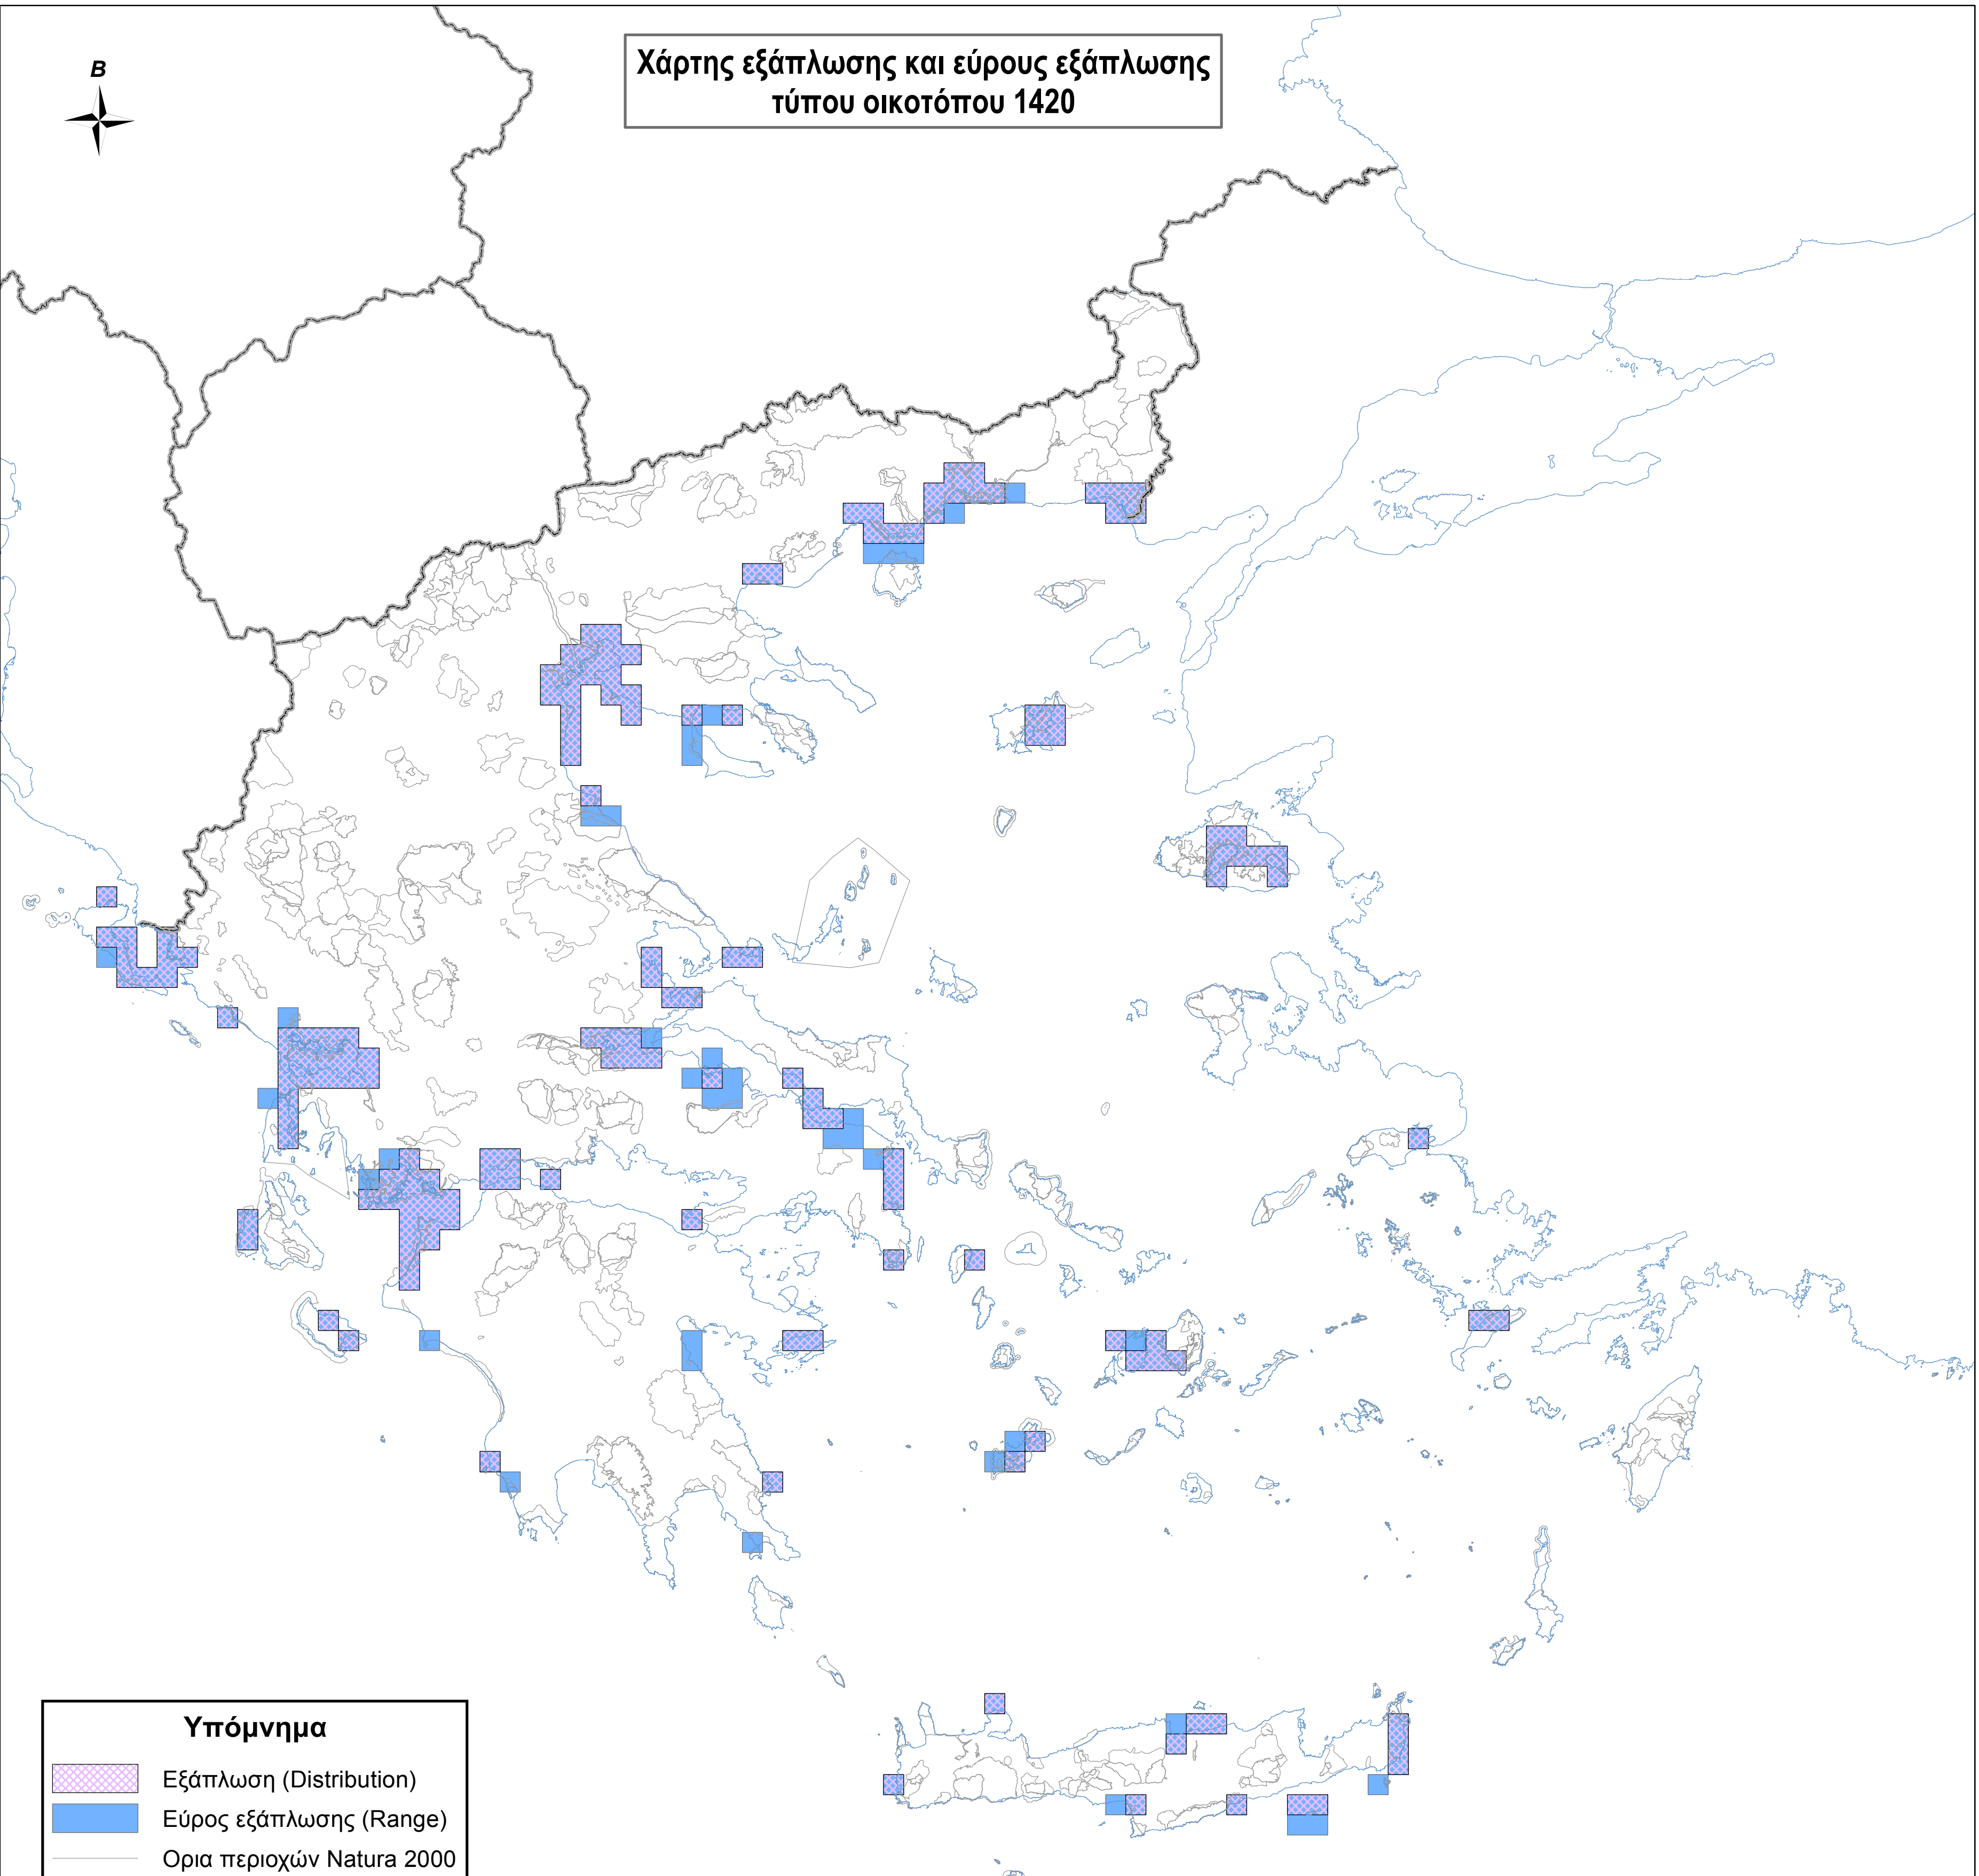 Χάρτης εξάπλωσης και εύρους εξάπλωσης
τύπου οικοτόπου 1420
Β
Υπόμνημα
Εξάπλωση (Distribution)
Εύρος εξάπλωσης (Range)
Ορια περιοχών Natura 2000